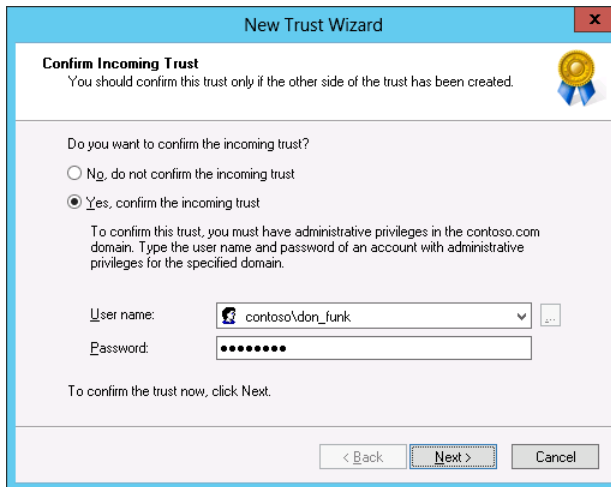 New Trust Wizard
x
Confirm Incoming Trust
You should confirm this trust only if the other side of the trust has been created.
Do you want to confirm the incoming trust?
No, do not confirm the incoming trust
Yes, confirm the incoming trust
To confirm this trust, you must have administrative privileges in the contoso.com
domain. Type the user name and password of an account with administrative
privileges for the specified domain.
User name: contoso\don_funk ...
Password: ●●●●●●●●
To confirm the trust now, click Next.
< Back Next > Cancel